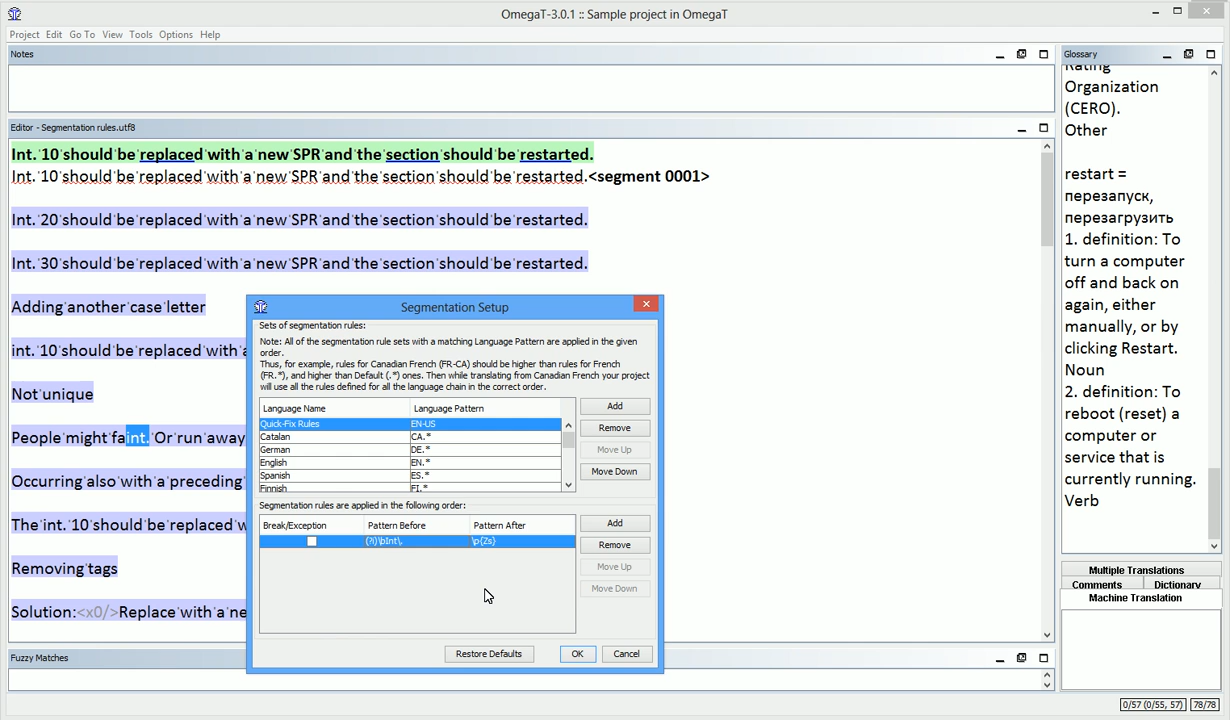 OmegaT-3.0.1 :: Sample project in OmegaT
Project Edit Go To View Tools Options Help
Notes
Editor - Segmentation rules.utf8
Int. 10 should be replaced with a new SPR and the section should be restarted.
Int. 10 should be replaced with a new SPR and the section should be restarted.<segment 0001>
Int. 20 should be replaced with a new SPR and the section should be restarted.
Int. 30 should be replaced with a new SPR and the section should be restarted.
Adding another case letter
int. 10 should be replaced with a
Not unique
People might faint. Or run away
Occurring also with a preceding
The int. 10 should be replaced w
Removing tags
Solution:<x0/>Replace with a ne
Fuzzy Matches
Segmentation Setup
Sets of segmentation rules:
Note: All of the segmentation rule sets with a matching Language Pattern are applied in the given
order.
Thus, for example, rules for Canadian French (FR-CA) should be higher than rules for French
(FR.*), and higher than Default (.*) ones. Then while translating from Canadian French your project
will use all the rules defined for all the language chain in the correct order.
Language Name Language Pattern
Quick-Fix Rules EN-US
Catalan CA.*
German DE.*
English EN.*
Spanish ES.*
Finnish FI.*
Add
Remove
Move Up
Move Down
Segmentation rules are applied in the following order:
Break/Exception Pattern Before Pattern After
(?i)\bInt\. \p{Zs}
Add
Remove
Move Up
Move Down
Restore Defaults OK Cancel
Glossary
Rating
Organization
(CERO).
Other
restart =
перезапуск,
перезагрузить
1. definition: To
turn a computer
off and back on
again, either
manually, or by
clicking Restart.
Noun
2. definition: To
reboot (reset) a
computer or
service that is
currently running.
Verb
Multiple Translations
Comments Dictionary
Machine Translation
0/57 (0/55, 57) 78/78